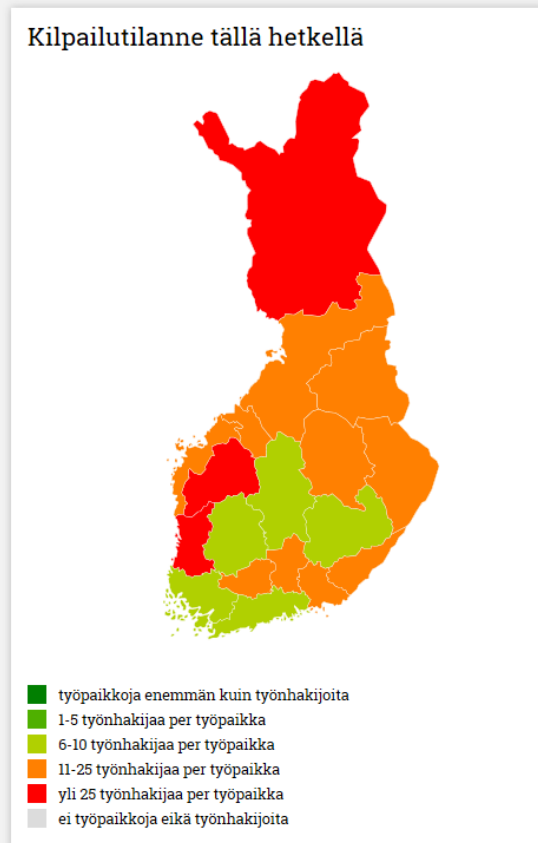 Kilpailutilanne tällä hetkellä
työpaikkoja enemmän kuin työnhakijoita
1-5 työnhakijaa per työpaikka
6-10 työnhakijaa per työpaikka
11-25 työnhakijaa per työpaikka
yli 25 työnhakijaa per työpaikka
ei työpaikkoja eikä työnhakijoita